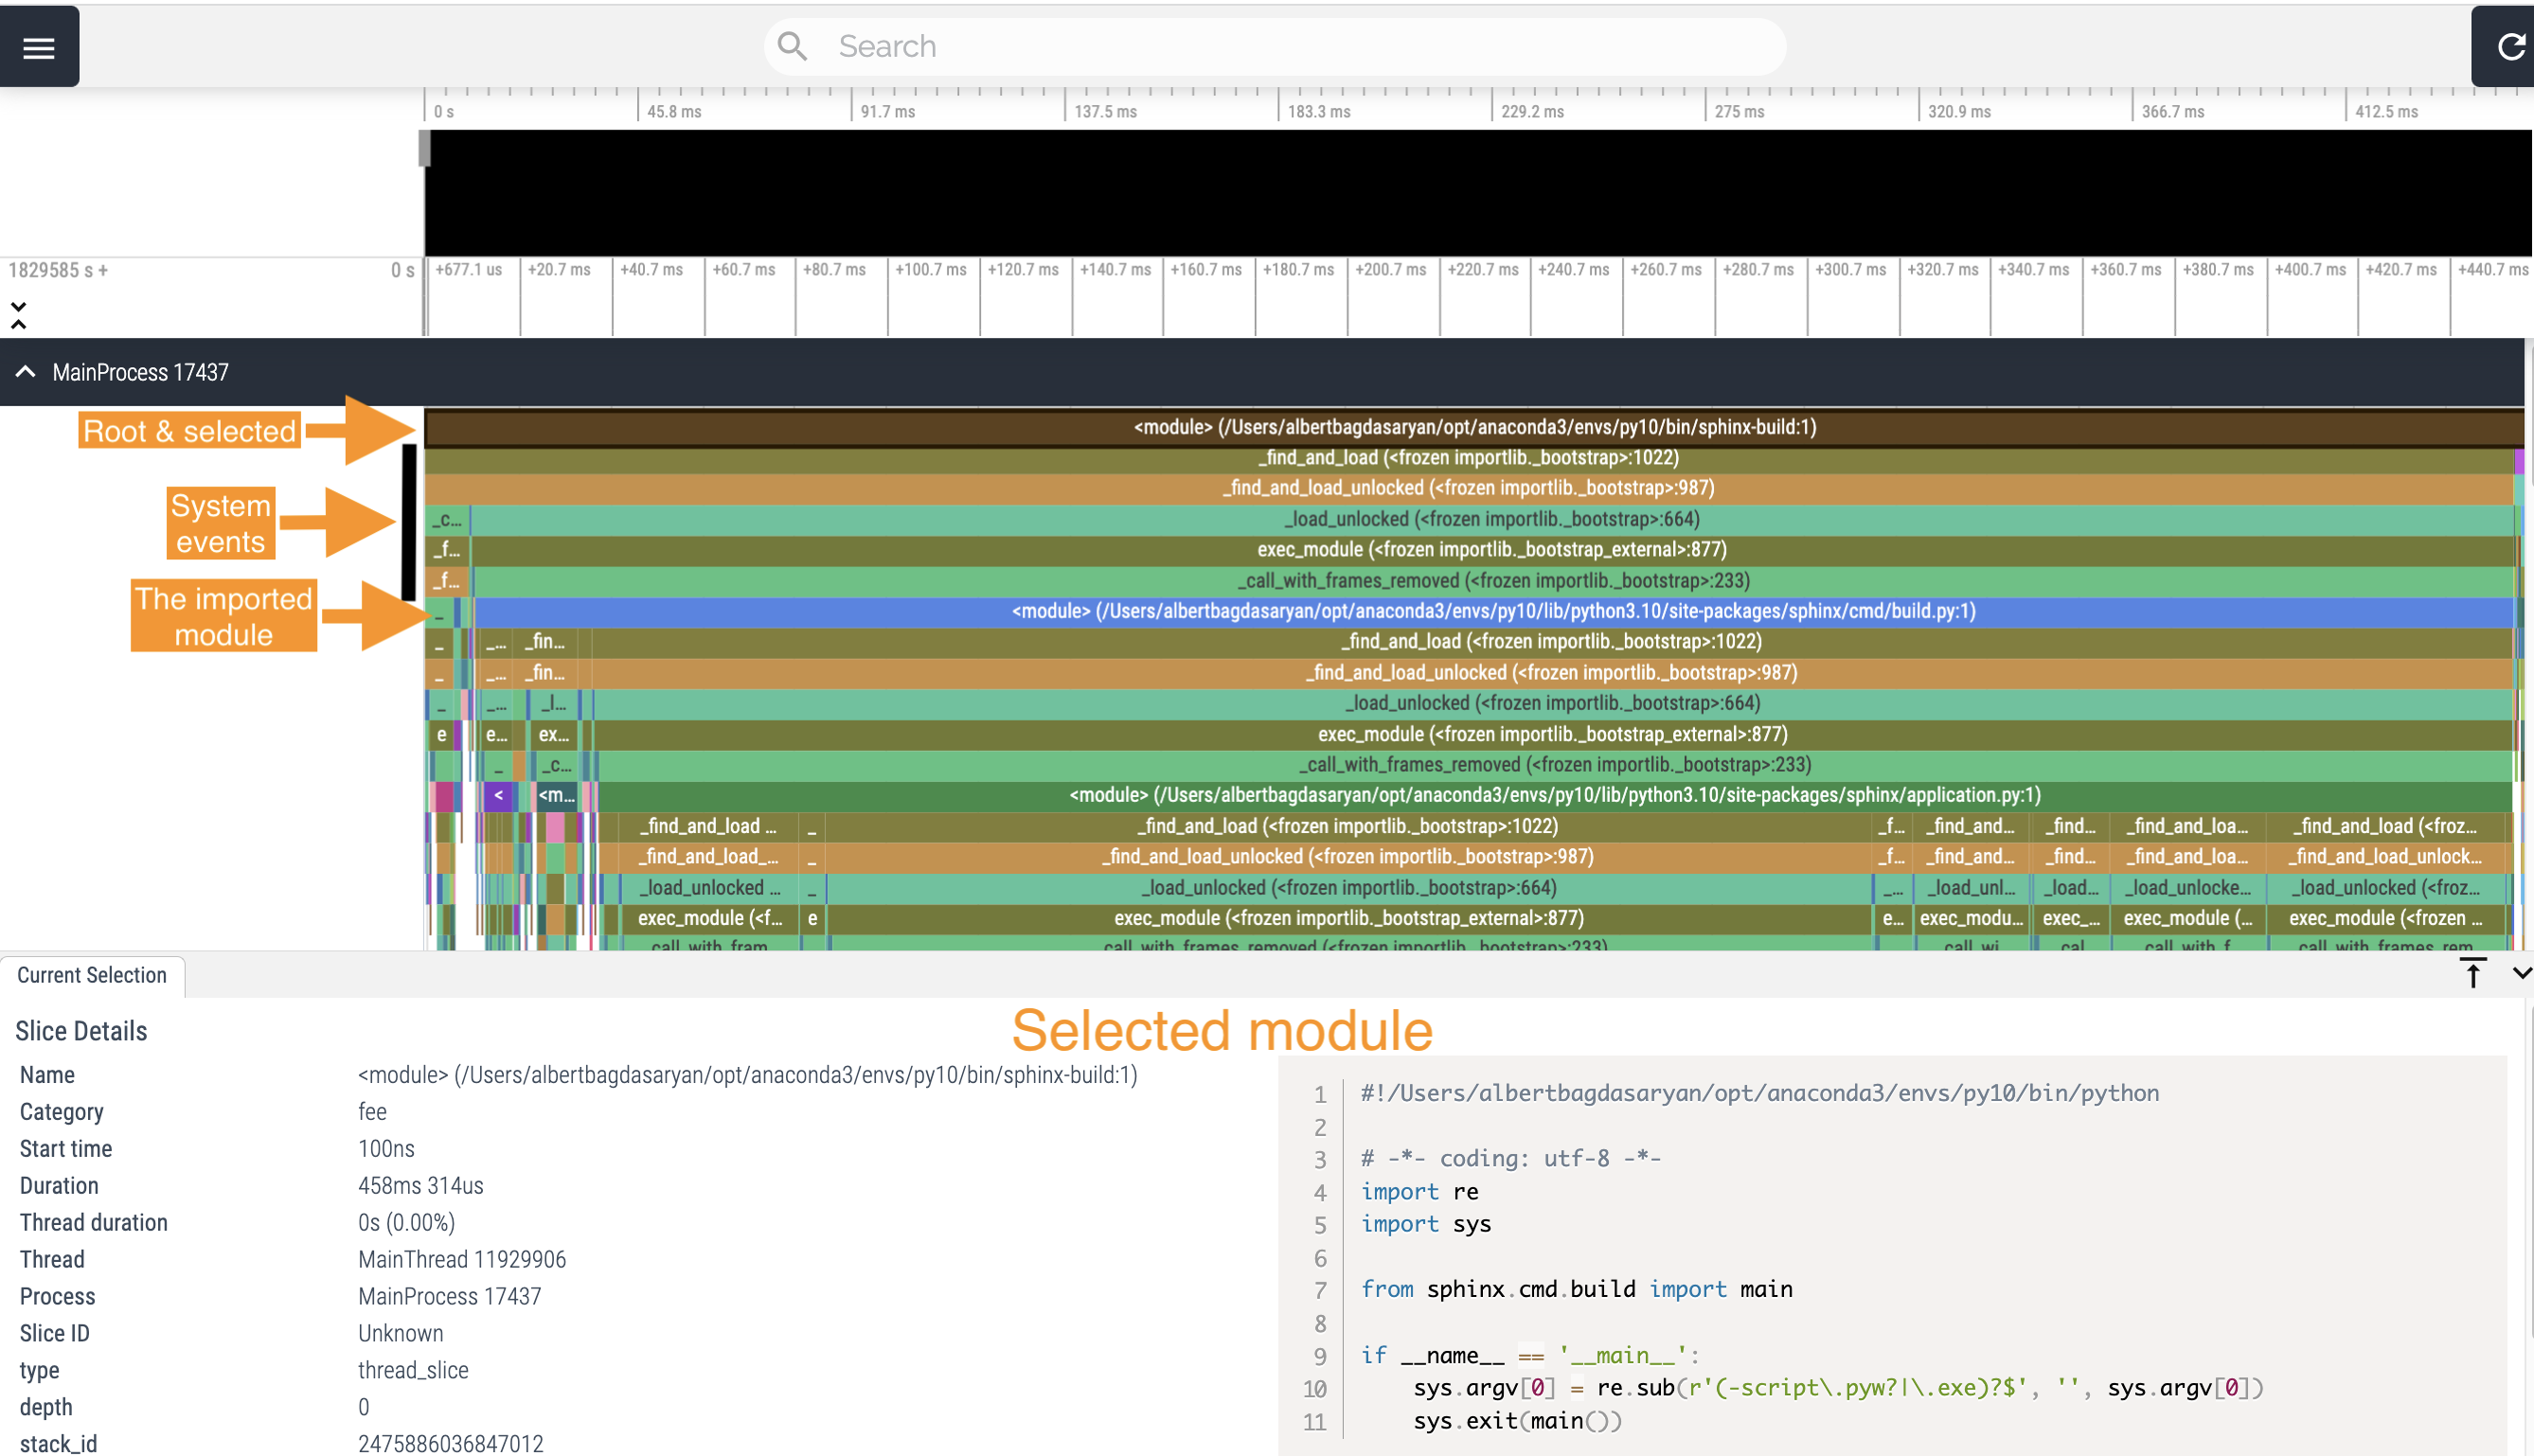 Search
0 s 45.8 ms 91.7 ms 137.5 ms 183.3 ms 229.2 ms 275 ms 320.9 ms 366.7 ms 412.5 ms
1829585 s + 0 s +677.1 us +20.7 ms +40.7 ms +60.7 ms +80.7 ms +100.7 ms +120.7 ms +140.7 ms +160.7 ms +180.7 ms +200.7 ms +220.7 ms +240.7 ms +260.7 ms +280.7 ms +300.7 ms +320.7 ms +340.7 ms +360.7 ms +380.7 ms +400.7 ms +420.7 ms +440.7 ms
MainProcess 17437
Root & selected
<module> (/Users/albertbagdasaryan/opt/anaconda3/envs/py10/bin/sphinx-build:1)
_find_and_load (<frozen importlib._bootstrap>:1022)
_find_and_load_unlocked (<frozen importlib._bootstrap>:987)
System
events
_c... _load_unlocked (<frozen importlib._bootstrap>:664)
_f... exec_module (<frozen importlib._bootstrap_external>:877)
_f... _call_with_frames_removed (<frozen importlib._bootstrap>:233)
The imported
module
_ <module> (/Users/albertbagdasaryan/opt/anaconda3/envs/py10/lib/python3.10/site-packages/sphinx/cmd/build.py:1)
_ _... _fin... _find_and_load (<frozen importlib._bootstrap>:1022)
_ _... _fin... _find_and_load_unlocked (<frozen importlib._bootstrap>:987)
_ _... _l... _load_unlocked (<frozen importlib._bootstrap>:664)
e e... ex... exec_module (<frozen importlib._bootstrap_external>:877)
_ _c... _call_with_frames_removed (<frozen importlib._bootstrap>:233)
< <m... <module> (/Users/albertbagdasaryan/opt/anaconda3/envs/py10/lib/python3.10/site-packages/sphinx/application.py:1)
_find_and_load ... _ _find_and_load (<frozen importlib._bootstrap>:1022) _f... _find_and... _find... _find_and_loa... _find_and_load (<froz...
_find_and_load_... _ _find_and_load_unlocked (<frozen importlib._bootstrap>:987) _f... _find_and... _find... _find_and_loa... _find_and_load_unlock...
_load_unlocked ... _ _load_unlocked (<frozen importlib._bootstrap>:664) _... _load_unl... _load... _load_unlocke... _load_unlocked (<froz...
exec_module (<f... e exec_module (<frozen importlib._bootstrap_external>:877) e... exec_modu... exec_... exec_module (... exec_module (<frozen ...
_call_with_fram... _call_with_frames_removed (<frozen importlib._bootstrap>:233) _call_wi... _cal... _call_with_f... _call_with_frames_rem...
Current Selection
Slice Details
Name <module> (/Users/albertbagdasaryan/opt/anaconda3/envs/py10/bin/sphinx-build:1)
Category fee
Start time 100ns
Duration 458ms 314us
Thread duration 0s (0.00%)
Thread MainThread 11929906
Process MainProcess 17437
Slice ID Unknown
type thread_slice
depth 0
stack_id 2475886036847012
Selected module
1 #!/Users/albertbagdasaryan/opt/anaconda3/envs/py10/bin/python
2
3 # -*- coding: utf-8 -*-
4 import re
5 import sys
6
7 from sphinx.cmd.build import main
8
9 if __name__ == '__main__':
10 sys.argv[0] = re.sub(r'(-script\.pyw?|\.exe)?$', '', sys.argv[0])
11 sys.exit(main())